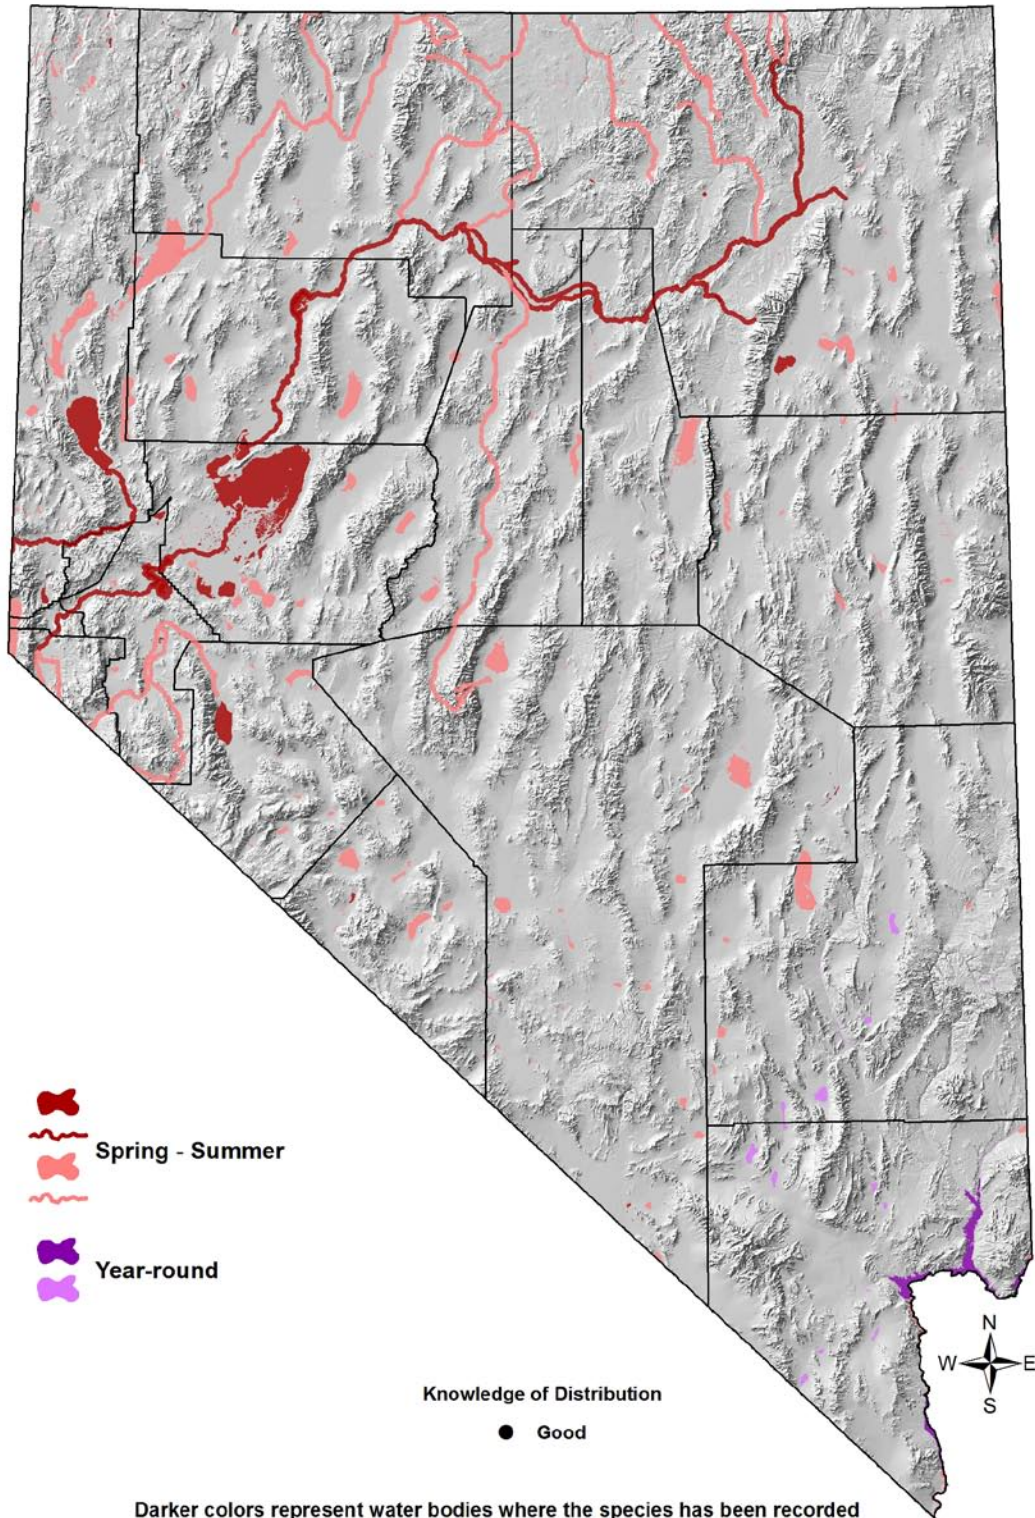 Spring - Summer
Year-round
N
W E
S
Knowledge of Distribution
Good
Darker colors represent water bodies where the species has been recorded